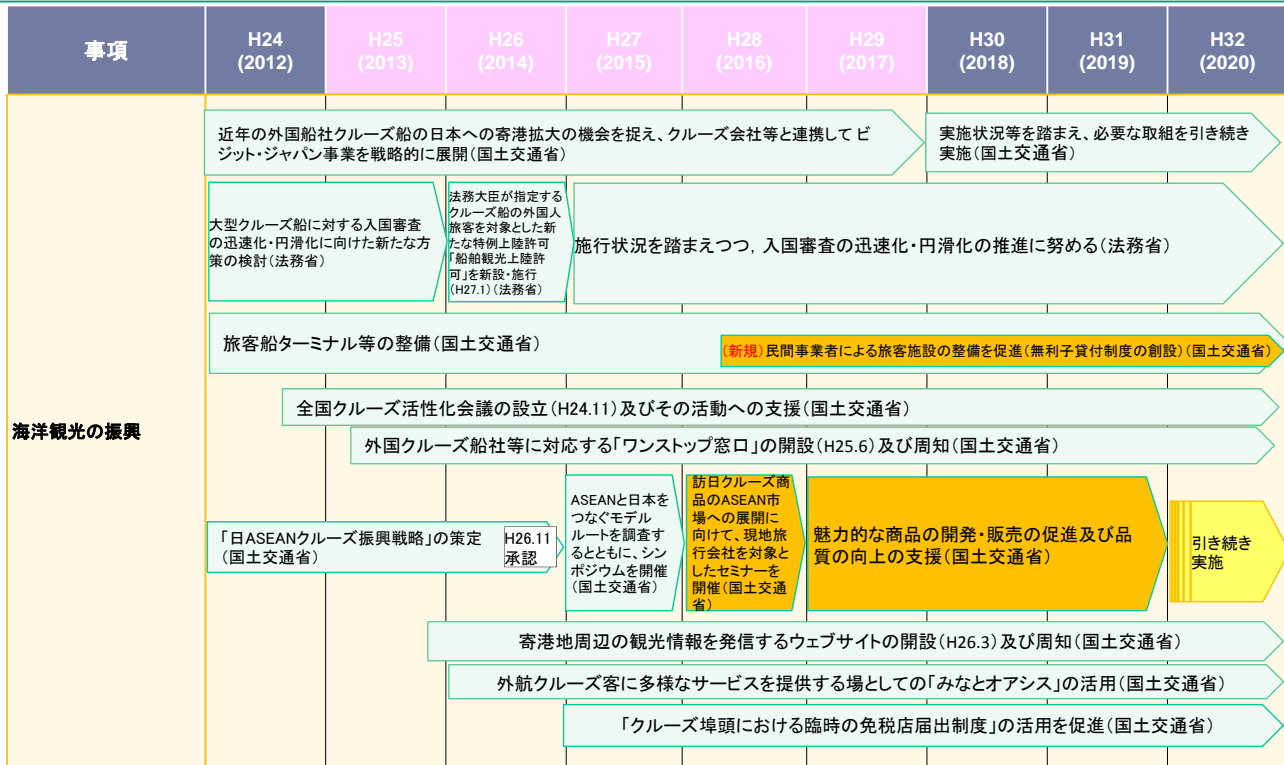 事項
H24
(2012)
H25
(2013)
H26
(2014)
H27
(2015)
H28
(2016)
H29
(2017)
H30
(2018)
H31
(2019)
H32
(2020)
海洋観光の振興
近年の外国船社クルーズ船の日本への寄港拡大の機会を捉え、クルーズ会社等と連携してビ
ジット・ジャパン事業を戦略的に展開(国土交通省)
実施状況等を踏まえ、必要な取組を引き続き
実施(国土交通省)
大型クルーズ船に対する入国審査
の迅速化・円滑化に向けた新たな方
策の検討(法務省)
法務大臣が指定する
クルーズ船の外国人
旅客を対象とした新
たな特例上陸許可
「船舶観光上陸許
可」を新設・施行
(H27.1)(法務省)
施行状況を踏まえつつ，入国審査の迅速化・円滑化の推進に努める(法務省)
旅客船ターミナル等の整備(国土交通省)
(新規)民間事業者による旅客施設の整備を促進(無利子貸付制度の創設)(国土交通省)
全国クルーズ活性化会議の設立(H24.11)及びその活動への支援(国土交通省)
外国クルーズ船社等に対応する「ワンストップ窓口」の開設(H25.6)及び周知(国土交通省)
「日ASEANクルーズ振興戦略」の策定
(国土交通省)
H26.11
承認
ASEANと日本を
つなぐモデル
ルートを調査す
るとともに、シン
ポジウムを開催
(国土交通省)
訪日クルーズ商
品のASEAN市
場への展開に
向けて、現地旅
行会社を対象と
したセミナーを
開催(国土交通
省)
魅力的な商品の開発・販売の促進及び品
質の向上の支援(国土交通省)
引き続き
実施
寄港地周辺の観光情報を発信するウェブサイトの開設(H26.3)及び周知(国土交通省)
外航クルーズ客に多様なサービスを提供する場としての「みなとオアシス」の活用(国土交通省)
「クルーズ埠頭における臨時の免税店届出制度」の活用を促進(国土交通省)